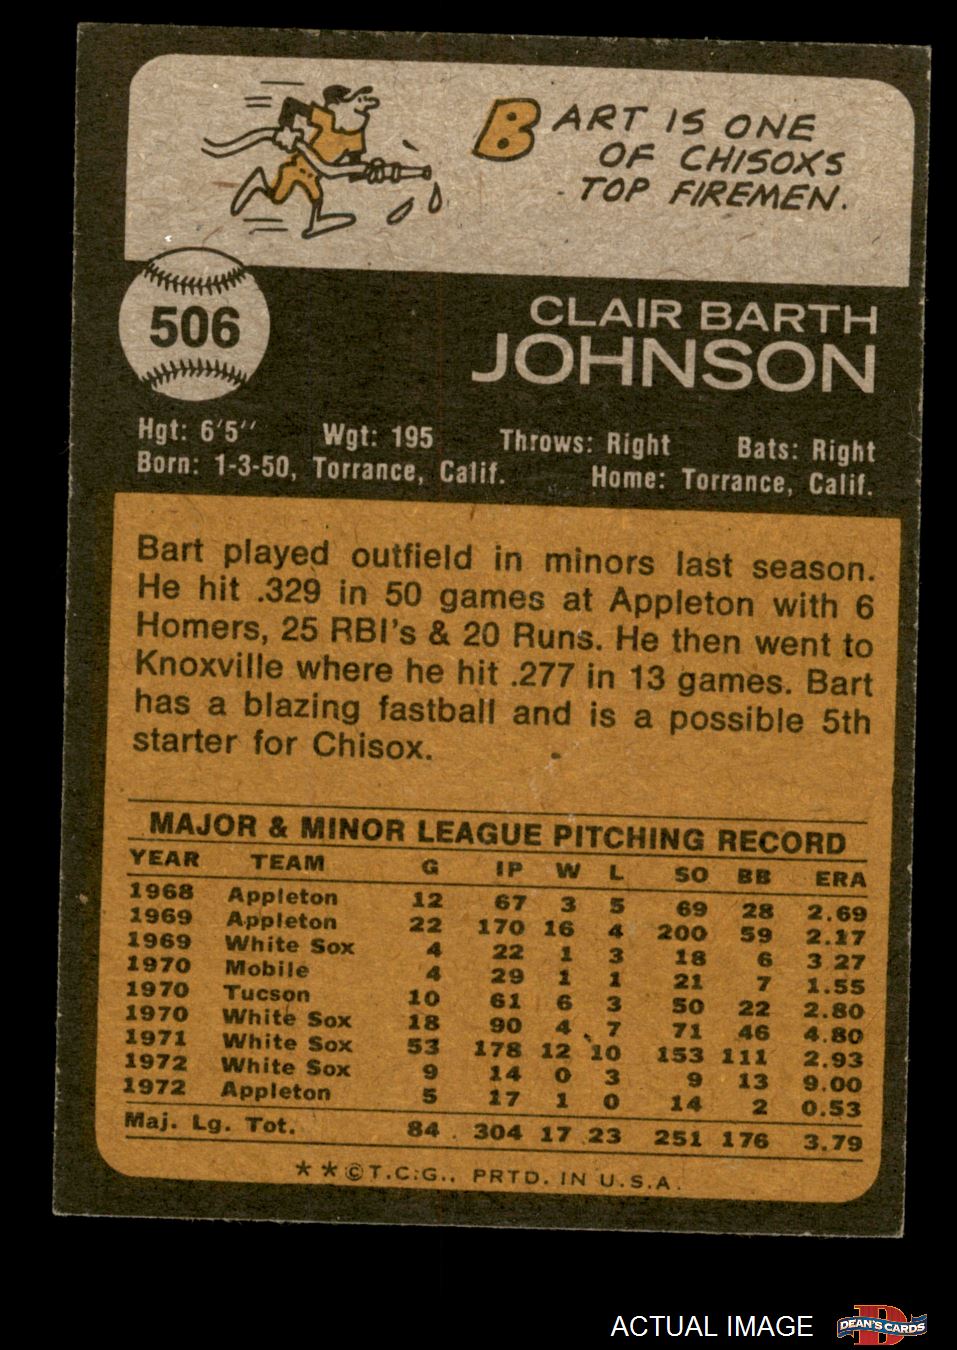 BART IS ONE
OF CHISOXS
TOP FIREMEN.
506
CLAIR BARTH
JOHNSON
Hgt: 6'5'' Wgt: 195 Throws: Right Bats: Right
Born: 1-3-50, Torrance, Calif. Home: Torrance, Calif.
Bart played outfield in minors last season.
He hit .329 in 50 games at Appleton with 6
Homers, 25 RBI's & 20 Runs. He then went to
Knoxville where he hit .277 in 13 games. Bart
has a blazing fastball and is a possible 5th
starter for Chisox.
MAJOR & MINOR LEAGUE PITCHING RECORD
YEAR TEAM G IP W L SO BB ERA
1968 Appleton 12 67 3 5 69 28 2.69
1969 Appleton 22 170 16 4 200 59 2.17
1969 White Sox 4 22 1 3 18 6 3 27
1970 Mobile 4 29 1 1 21 7 1.55
1970 Tucson 10 61 6 3 50 22 2.80
1970 White Sox 18 90 4 7 71 46 4.80
1971 White Sox 53 178 12 10 153 111 2.93
1972 White Sox 9 14 0 3 9 13 9.00
1972 Appleton 5 17 1 0 14 2 0.53
Maj. Lg. Tot. 84 304 17 23 251 176 3.79
**©T.C.G., PRTD. IN U.S.A.
ACTUAL IMAGE
D
DEAN'S CARDS